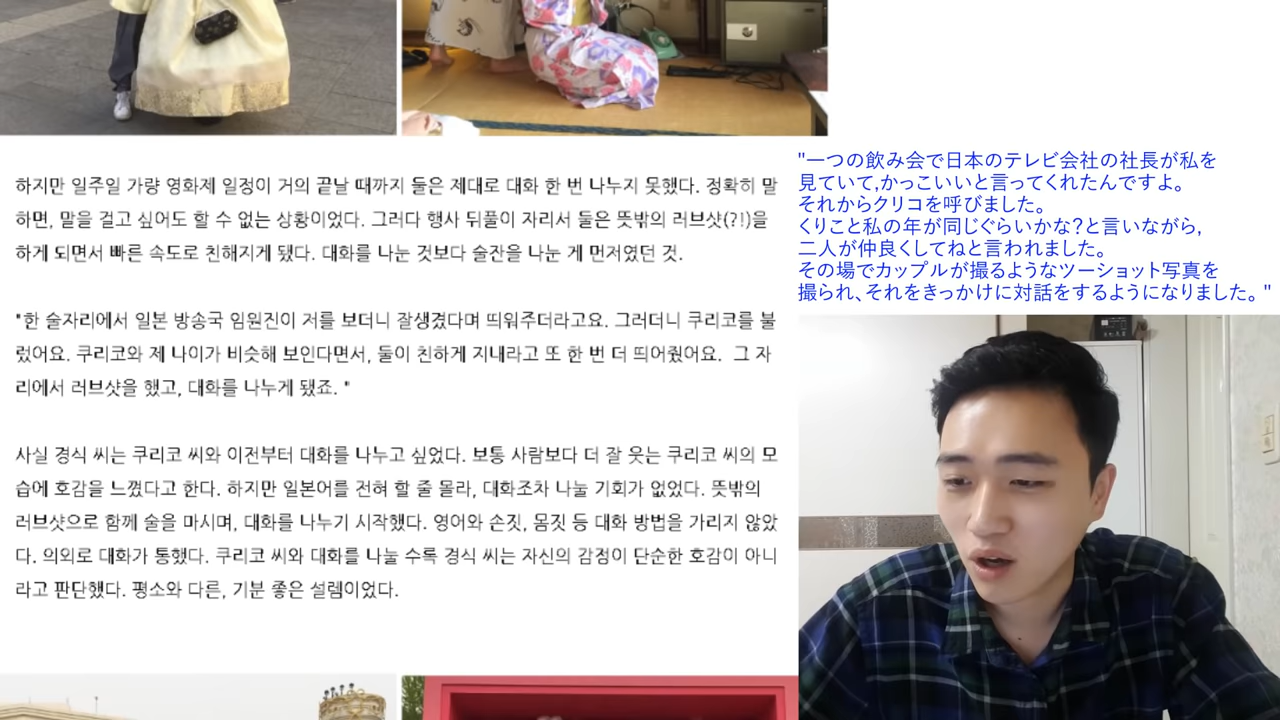 하지만 일주일 가량 영화제 일정이 거의 끝날 때까지 둘은 제대로 대화 한 번 나누지 못했다. 정확히 말
하면, 말을 걸고 싶어도 할 수 없는 상황이었다. 그러다 행사 뒤풀이 자리서 둘은 뜻밖의 러브샷(?!)을
하게 되면서 빠른 속도로 친해지게 됐다. 대화를 나눈 것보다 술잔을 나눈 게 먼저였던 것.
"한 술자리에서 일본 방송국 임원진이 저를 보더니 잘생겼다며 띄워주더라고요. 그러더니 쿠리코를 불
렀어요. 쿠리코와 제 나이가 비슷해 보인다면서, 둘이 친하게 지내라고 또 한 번 더 띄어줬어요. 그 자
리에서 러브샷을 했고, 대화를 나누게 됐죠. "
사실 경식 씨는 쿠리코 씨와 이전부터 대화를 나누고 싶었다. 보통 사람보다 더 잘 웃는 쿠리코 씨의 모
습에 호감을 느꼈다고 한다. 하지만 일본어를 전혀 할 줄 몰라, 대화조차 나눌 기회가 없었다. 뜻밖의
러브샷으로 함께 술을 마시며, 대화를 나누기 시작했다. 영어와 손짓, 몸짓 등 대화 방법을 가리지 않았
다. 의외로 대화가 통했다. 쿠리코 씨와 대화를 나눌 수록 경식 씨는 자신의 감정이 단순한 호감이 아니
라고 판단했다. 평소와 다른, 기분 좋은 설렘이었다.
"一つの飲み会で日本のテレビ会社の社長が私を
見ていて,かっこいいと言ってくれたんですよ。
それからクリコを呼びました。
くりこと私の年が同じぐらいかな?と言いながら,
二人が仲良くしてねと言われました。
その場でカップルが撮るようなツーショット写真を
撮られ、それをきっかけに対話をするようになりました。"